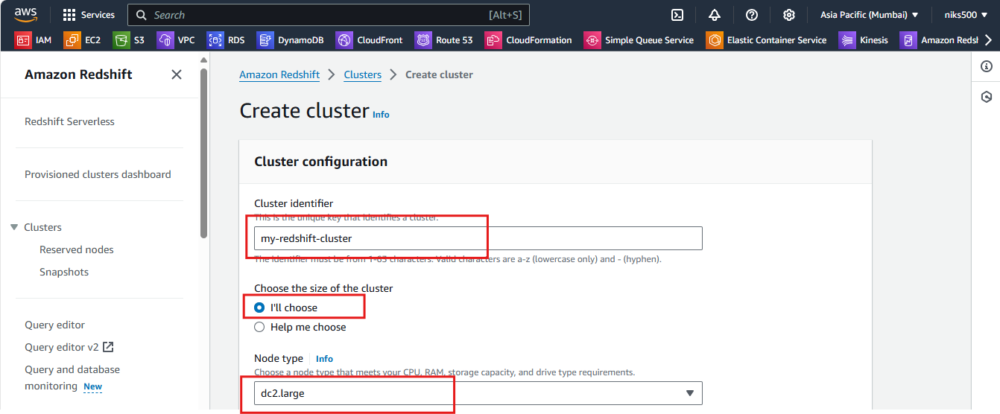 aws Services Search [Alt+S] Asia Pacific (Mumbai) niks500
IAM EC2 S3 VPC RDS DynamoDB CloudFront Route 53 CloudFormation Simple Queue Service Elastic Container Service Kinesis Amazon Redsh
Amazon Redshift
Redshift Serverless
Provisioned clusters dashboard
Clusters
Reserved nodes
Snapshots
Query editor
Query editor v2
Query and database
monitoring New
Amazon Redshift Clusters Create cluster
Create cluster Info
Cluster configuration
Cluster identifier
This is the unique key that identifies a cluster.
my-redshift-cluster
The identifier must be from 1-63 characters. Valid characters are a-z (lowercase only) and - (hyphen).
Choose the size of the cluster
I'll choose
Help me choose
Node type Info
Choose a node type that meets your CPU, RAM, storage capacity, and drive type requirements.
dc2.large